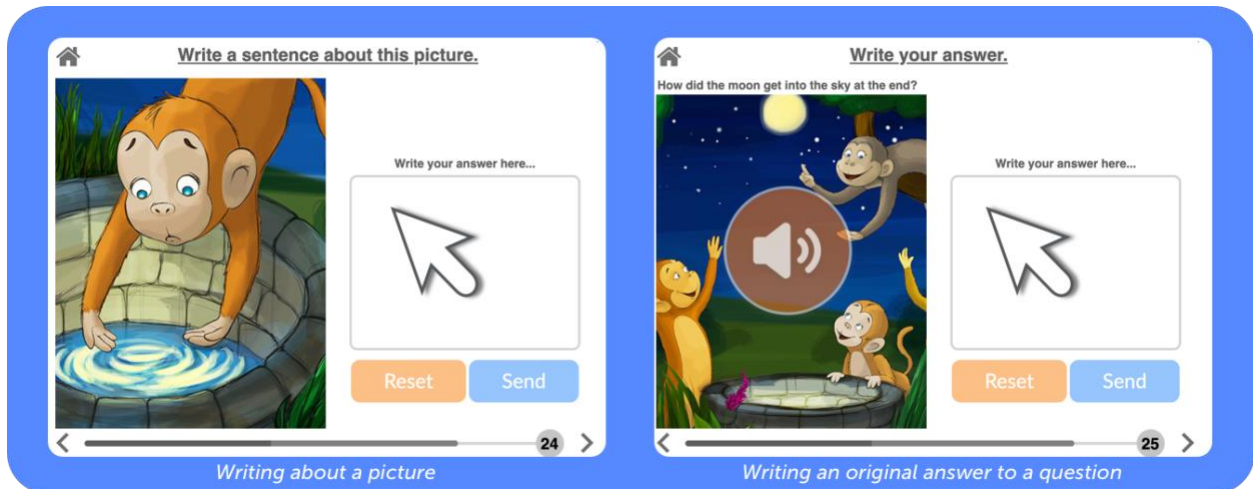 Write a sentence about this picture.
Write your answer here...
Reset
Send
24
Writing about a picture
Write your answer.
How did the moon get into the sky at the end?
Write your answer here...
Reset
Send
25
Writing an original answer to a question